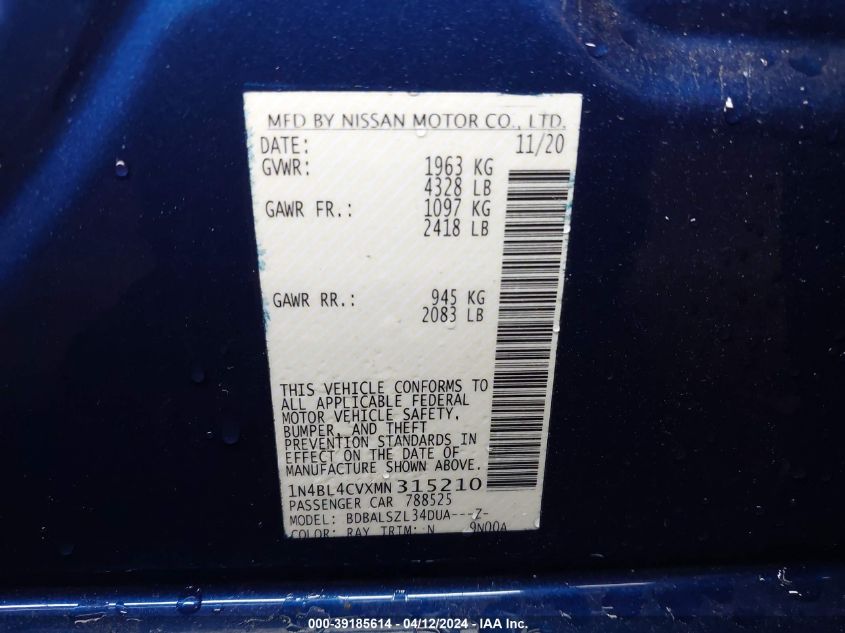 MFD BY NISSAN MOTOR CO., LTD.
DATE: 11/20
GVWR: 1963 KG
4328 LB
GAWR FR.: 1097 KG
2418 LB
GAWR RR.: 945 KG
2083 LB
THIS VEHICLE CONFORMS TO
ALL APPLICABLE FEDERAL
MOTOR VEHICLE SAFETY,
BUMPER, AND THEFT
PREVENTION STANDARDS IN
EFFECT ON THE DATE OF
MANUFACTURE SHOWN ABOVE.
1N4BL4CVXMN315210
PASSENGER CAR 788525
MODEL: BDBALSZL34DUA---Z-
COLOR: RAY TRIM: N 9N00A
000-39185614 - 04/12/2024 - IAA Inc.